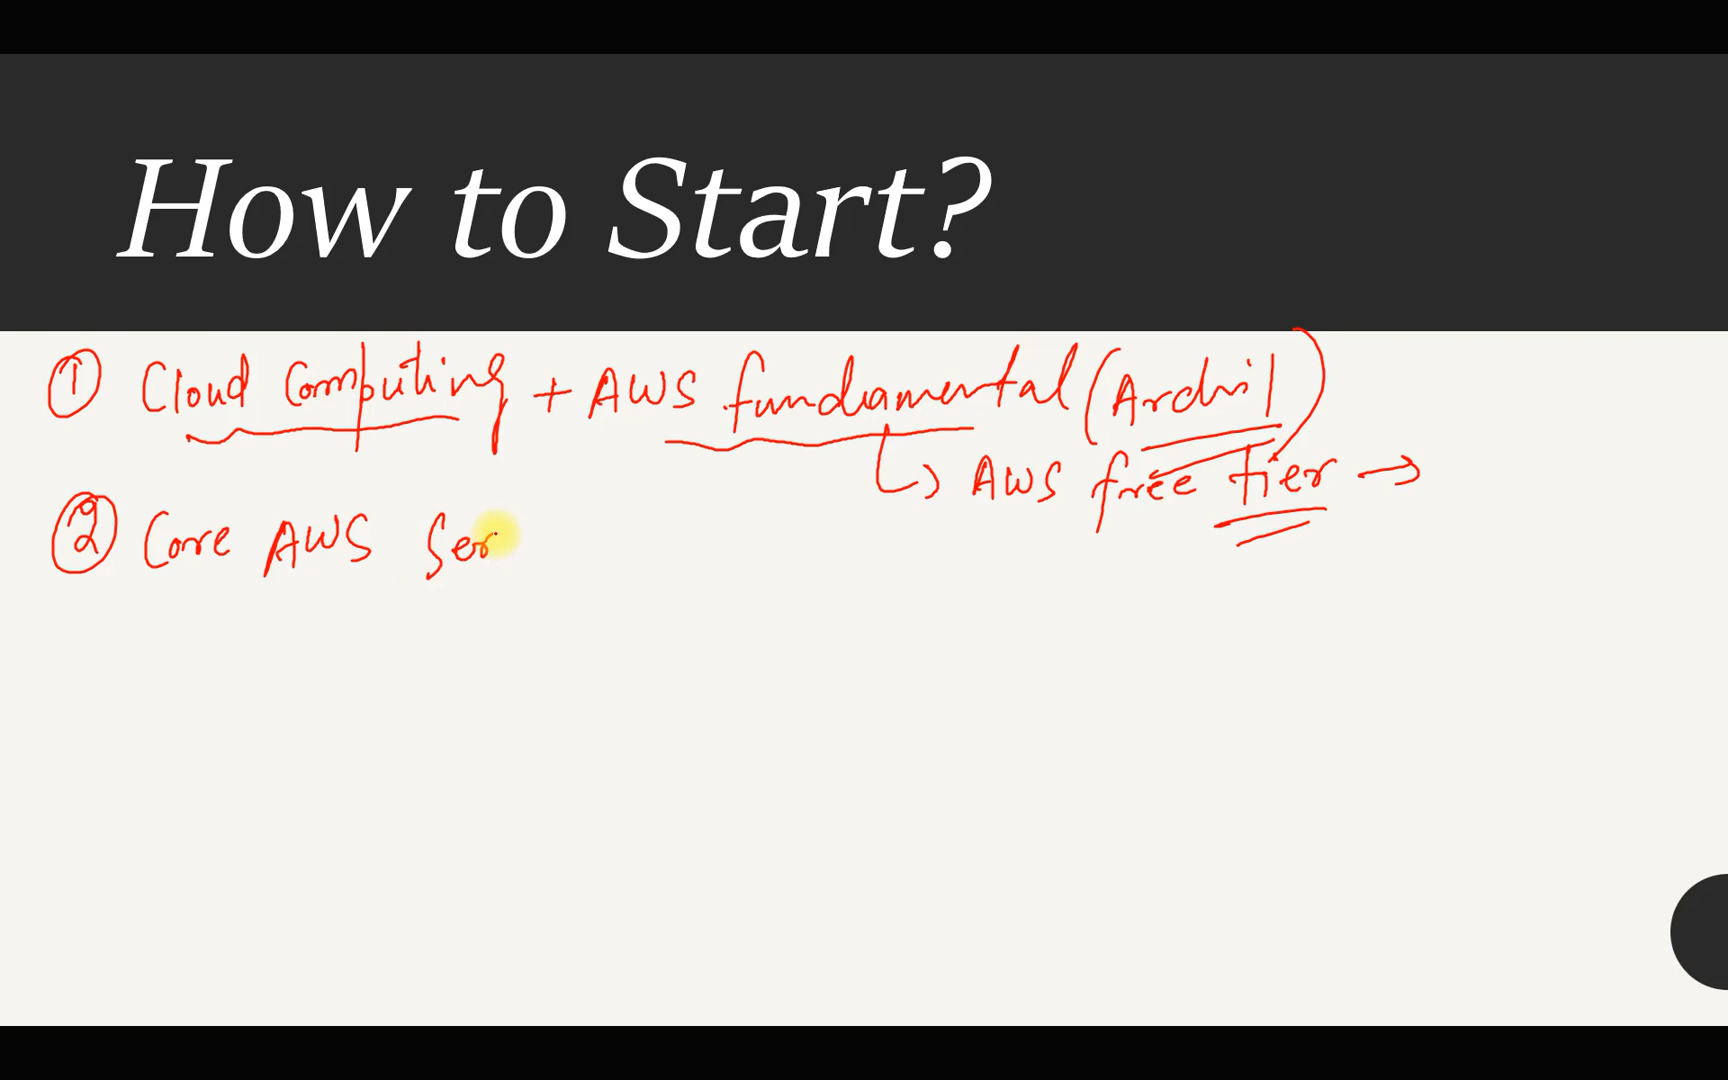 How to Start?
① Cloud Computing + AWS fundamental (Archi)
↳ AWS free tier →
② Core AWS Ser